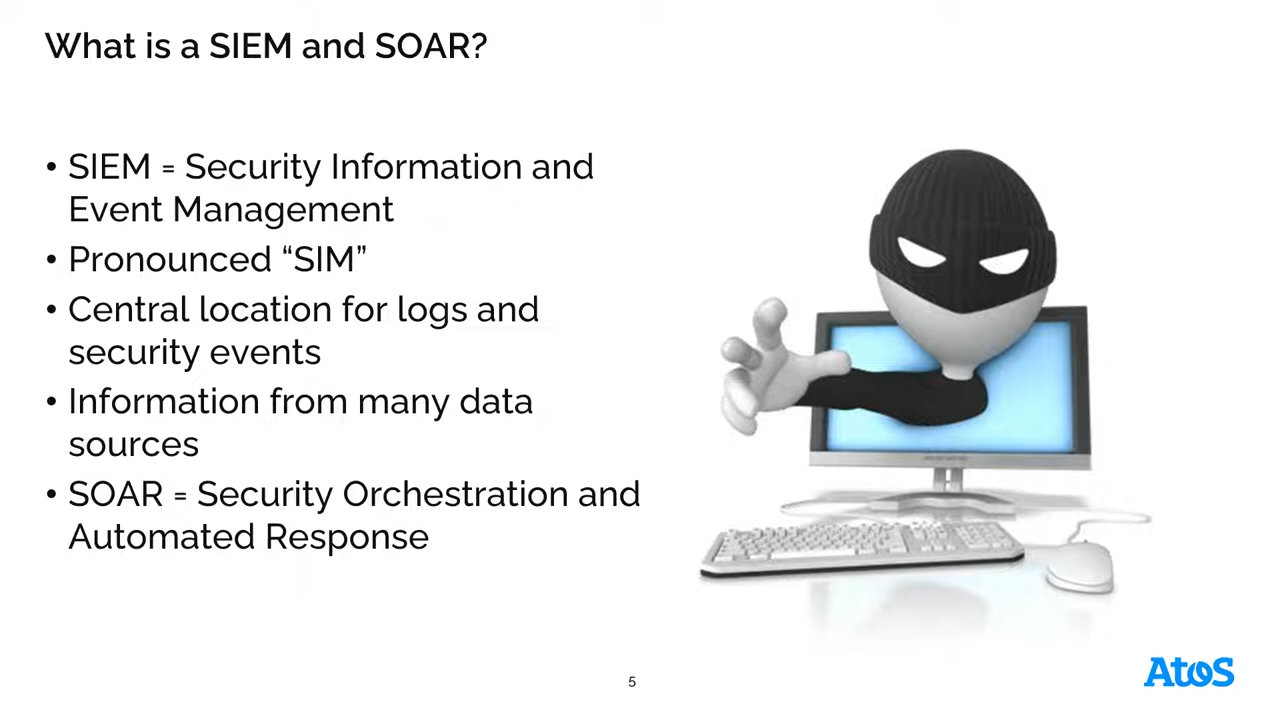 What is a SIEM and SOAR?
• SIEM = Security Information and
Event Management
• Pronounced “SIM”
• Central location for logs and
security events
• Information from many data
sources
• SOAR = Security Orchestration and
Automated Response
5
Atos